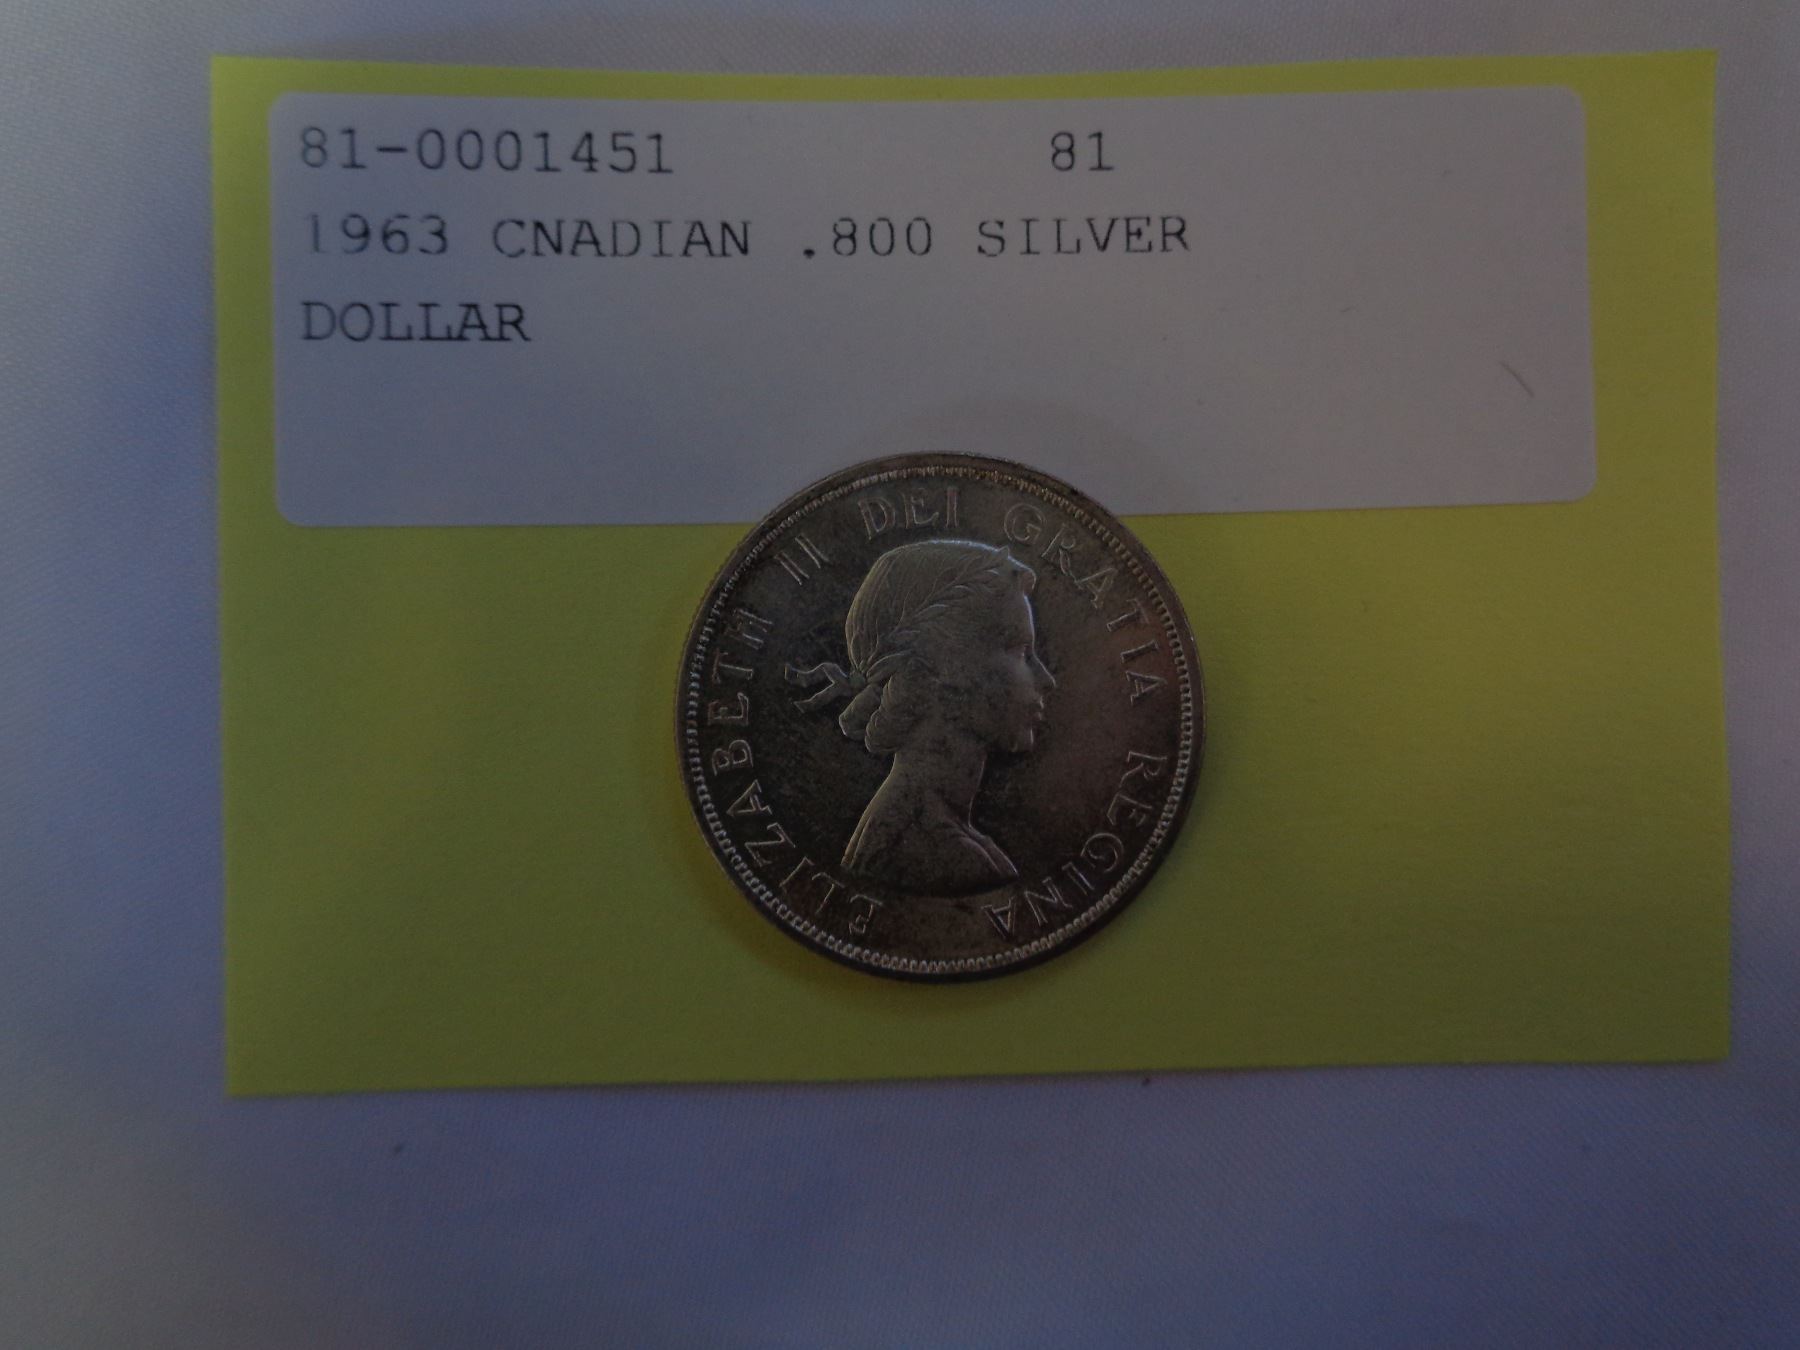 81-0001451 81
1963 CNADIAN .800 SILVER
DOLLAR
ELIZABETH II DEI GRATIA REGINA